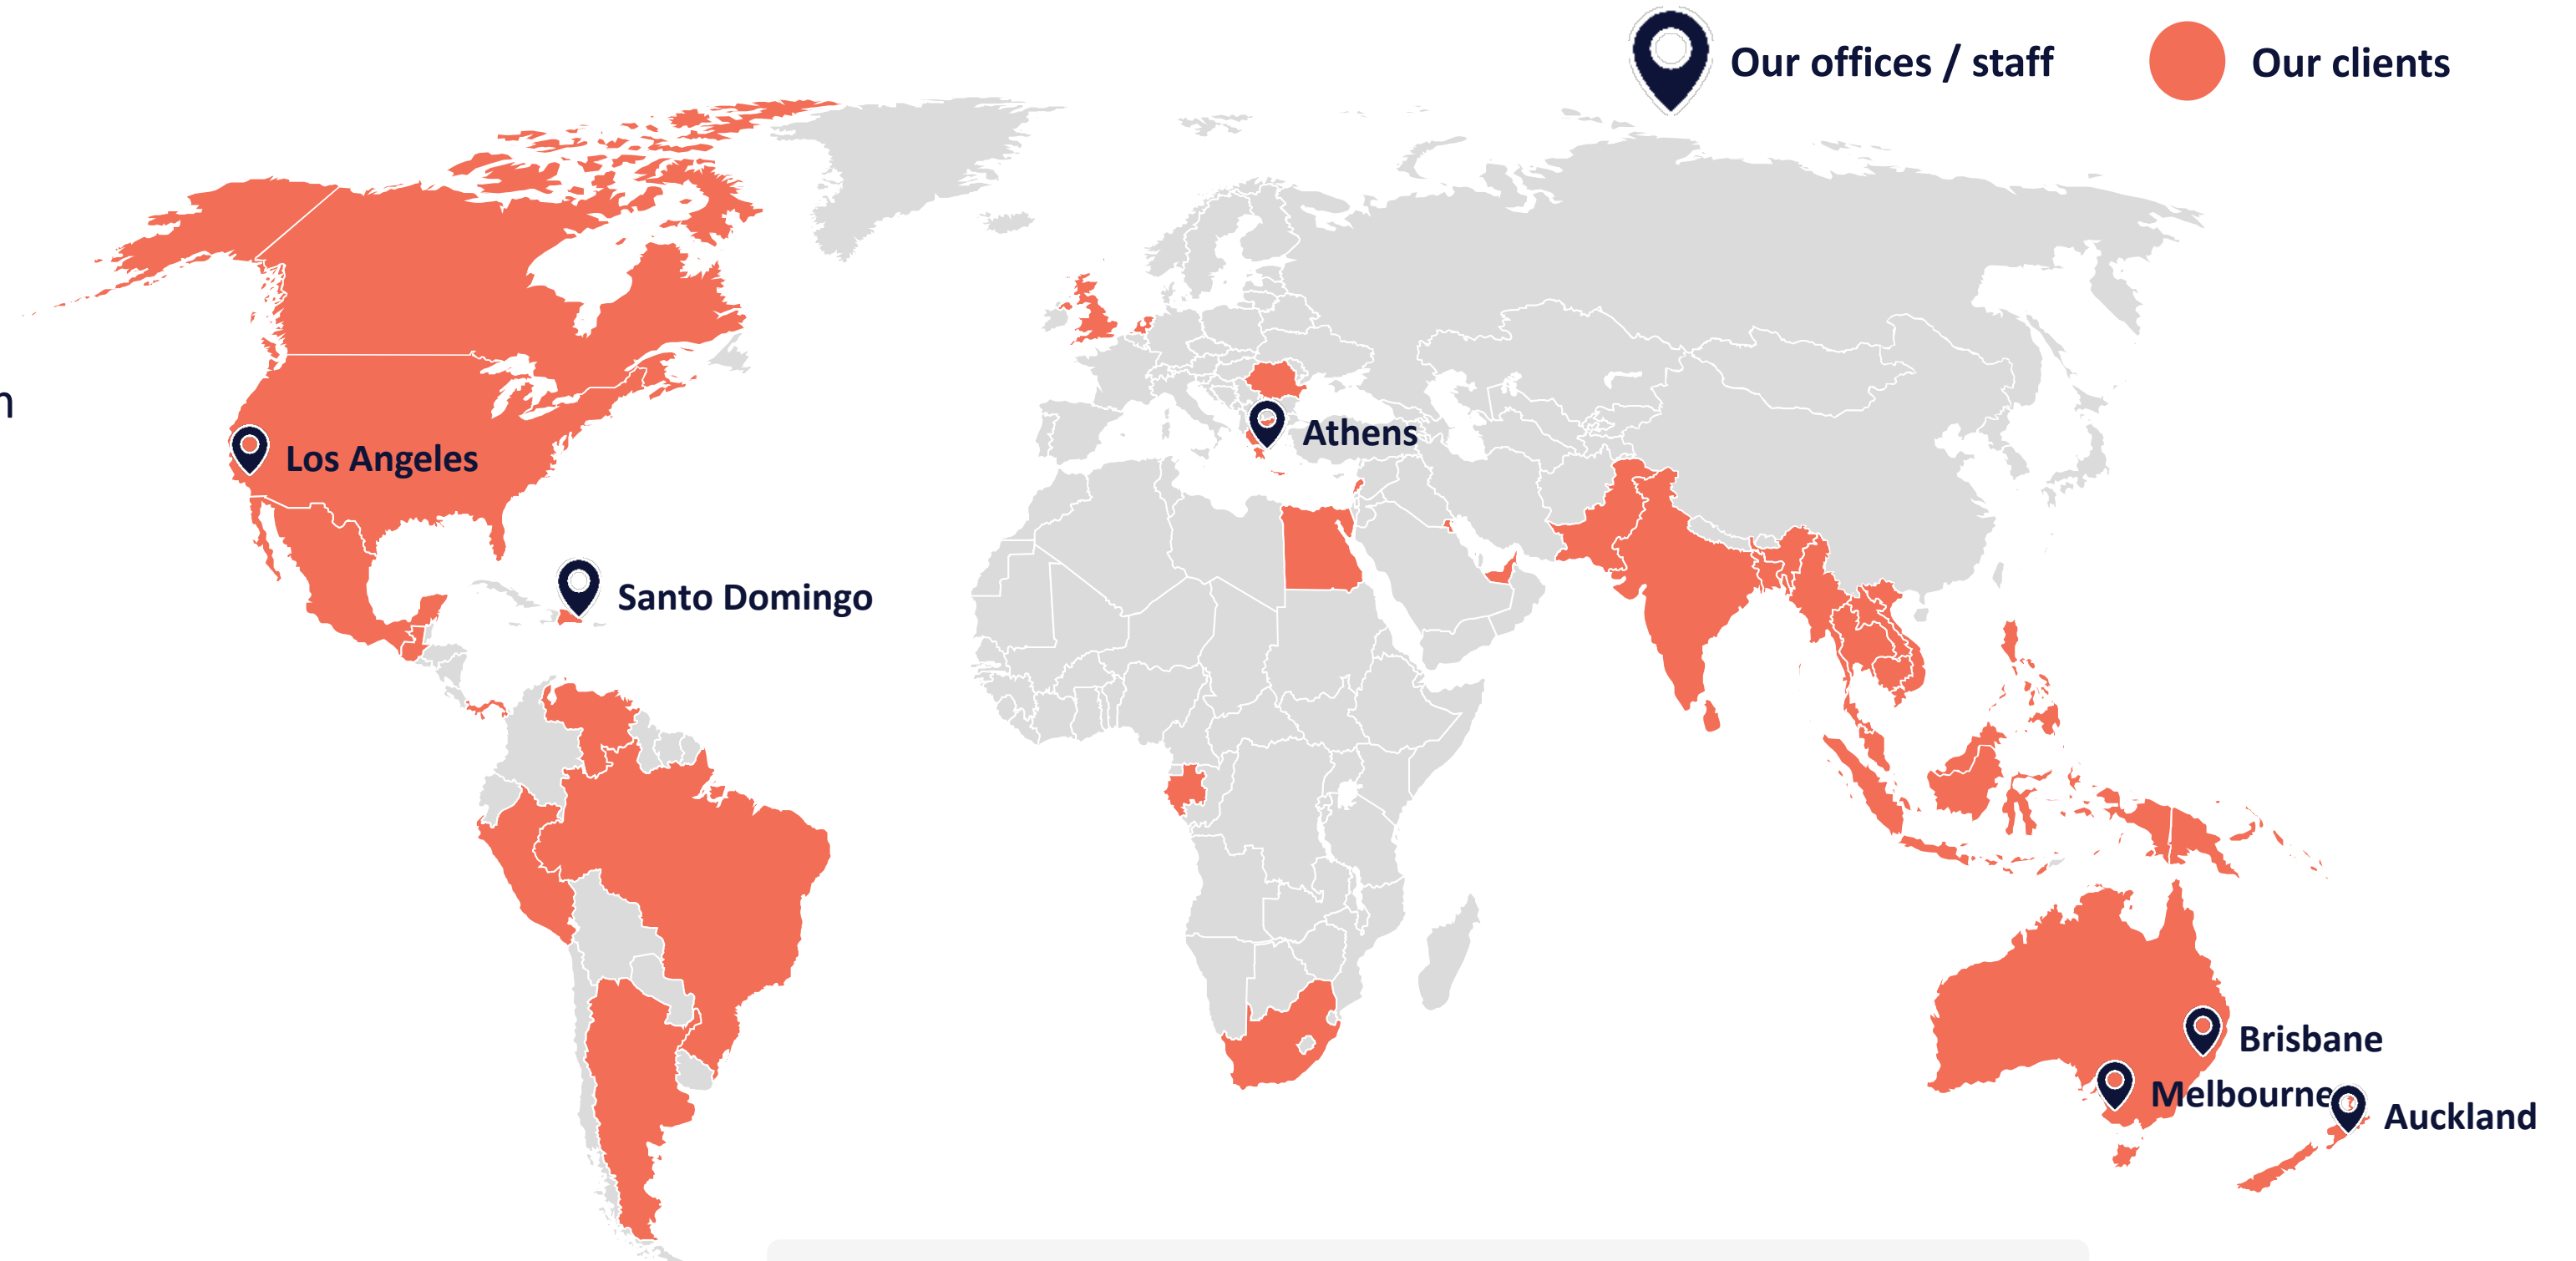 Our offices / staff
Our clients
n
Los Angeles
Athens
Santo Domingo
Brisbane
Melbourne
Auckland